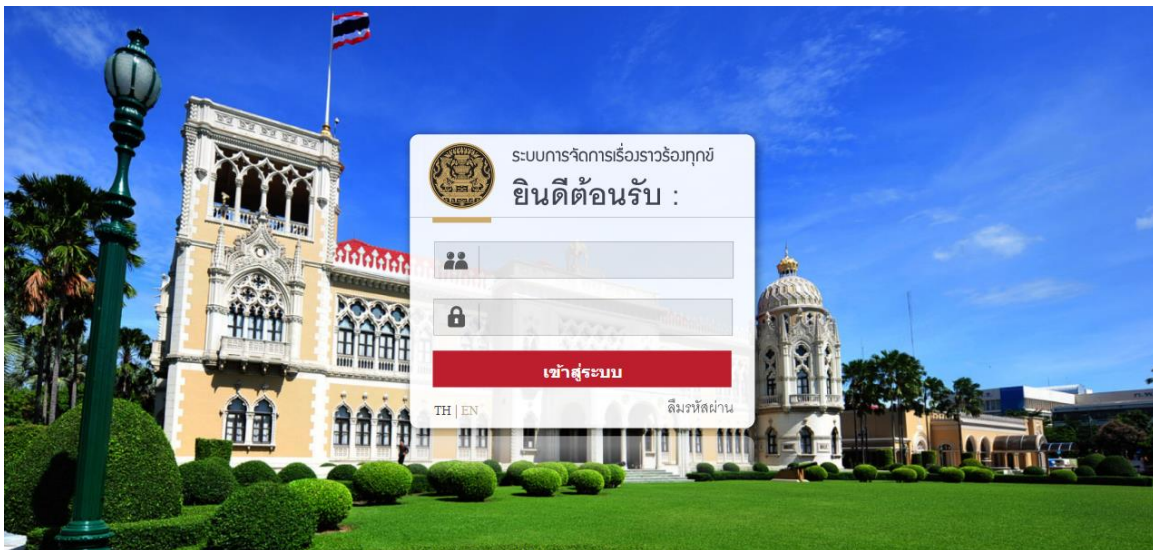 ระบบการจัดการเรื่องราวร้องทุกข์
ยินดีต้อนรับ :
เข้าสู่ระบบ
TH | EN
ลืมรหัสผ่าน